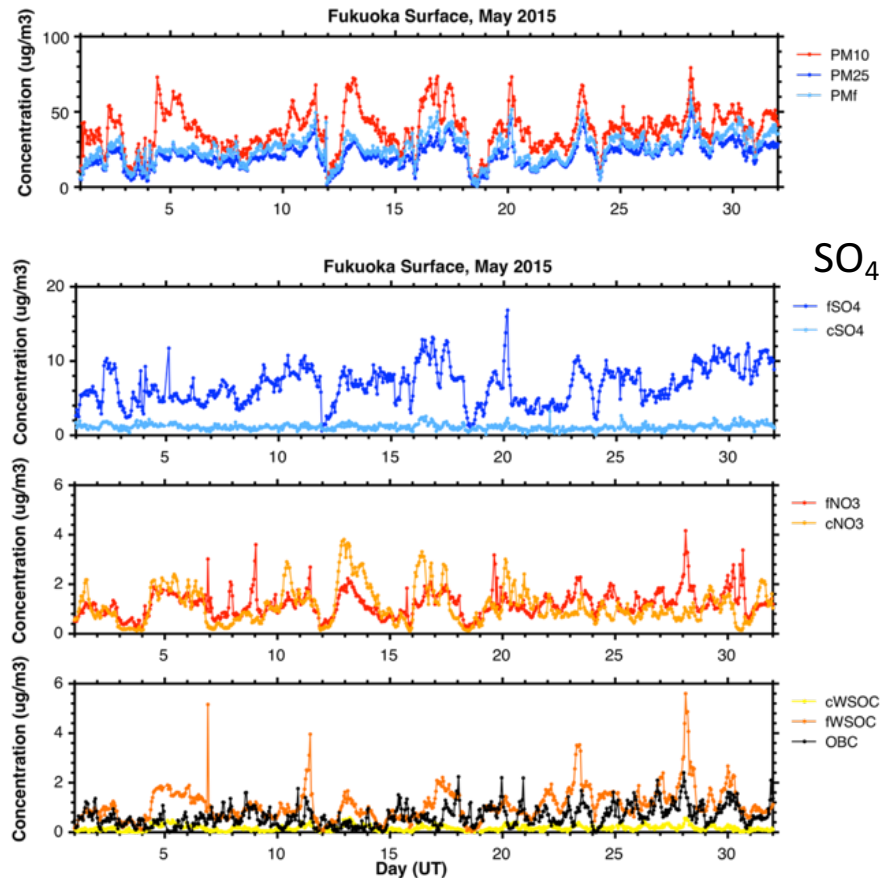 Fukuoka Surface, May 2015
Concentration (ug/m3)
100
50
0
5 10 15 20 25 30
PM10
PM25
PMf
SO4
Fukuoka Surface, May 2015
Concentration (ug/m3)
20
10
0
5 10 15 20 25 30
fSO4
cSO4
Concentration (ug/m3)
6
4
2
0
5 10 15 20 25 30
fNO3
cNO3
Concentration (ug/m3)
6
4
2
0
5 10 15 20 25 30
Day (UT)
cWSOC
fWSOC
OBC